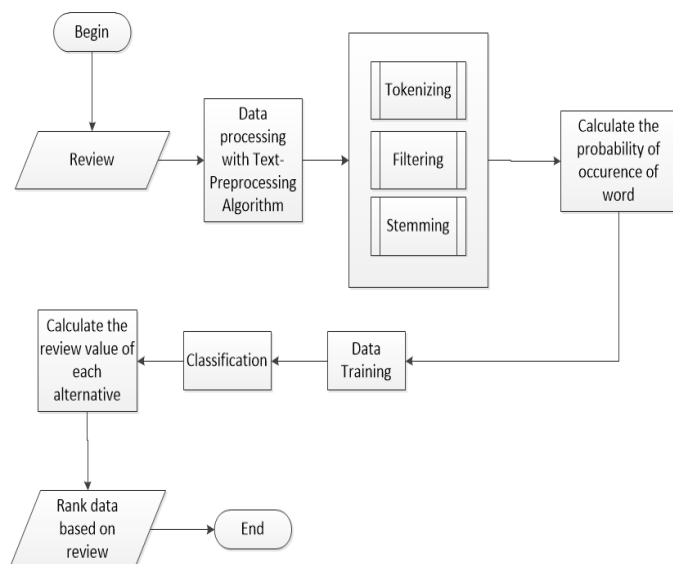 Begin
Review
Data
processing
with Text-
Preprocessing
Algorithm
Tokenizing
Filtering
Stemming
Calculate the
probability of
occurence of
word
Data
Training
Classification
Calculate the
review value of
each
alternative
Rank data
based on
review
End